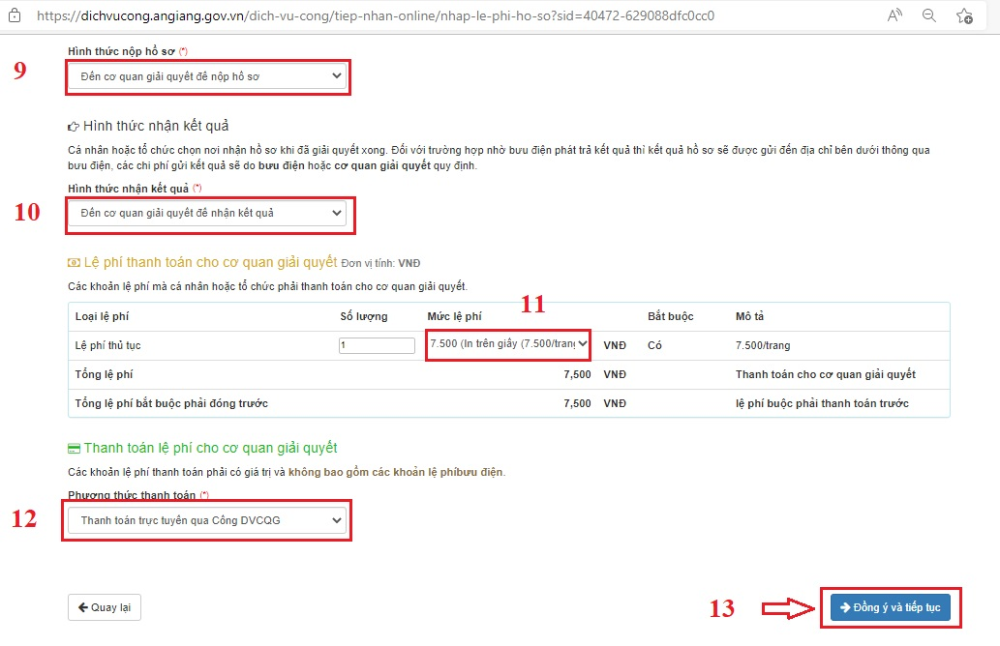 https://dichvucong.angiang.gov.vn/dich-vu-cong/tiep-nhan-online/nhap-le-phi-ho-so?sid=40472-629088dfc0cc0
Hình thức nộp hồ sơ (*)
9
Đến cơ quan giải quyết để nộp hồ sơ
Hình thức nhận kết quả
Cá nhân hoặc tổ chức chọn nơi nhận hồ sơ khi đã giải quyết xong. Đối với trường hợp nhờ bưu điện phát trả kết quả thì kết quả hồ sơ sẽ được gửi đến địa chỉ bên dưới thông qua
bưu điện, các chi phí gửi kết quả sẽ do bưu điện hoặc cơ quan giải quyết quy định.
Hình thức nhận kết quả (*)
10
Đến cơ quan giải quyết để nhận kết quả
Lệ phí thanh toán cho cơ quan giải quyết Đơn vị tính: VNĐ
Các khoản lệ phí mà cá nhân hoặc tổ chức phải thanh toán cho cơ quan giải quyết.
11
Loại lệ phí Số lượng Mức lệ phí Bắt buộc Mô tả
Lệ phí thủ tục 1 7.500 (In trên giấy (7.500/trang VNĐ Có 7.500/trang
Tổng lệ phí 7,500 VNĐ Thanh toán cho cơ quan giải quyết
Tổng lệ phí bắt buộc phải đóng trước 7,500 VNĐ lệ phí buộc phải thanh toán trước
Thanh toán lệ phí cho cơ quan giải quyết
Các khoản lệ phí thanh toán phải có giá trị và không bao gồm các khoản lệ phíbưu điện.
Phương thức thanh toán (*)
12
Thanh toán trực tuyến qua Cổng DVCQG
Quay lại
13
Đồng ý và tiếp tục